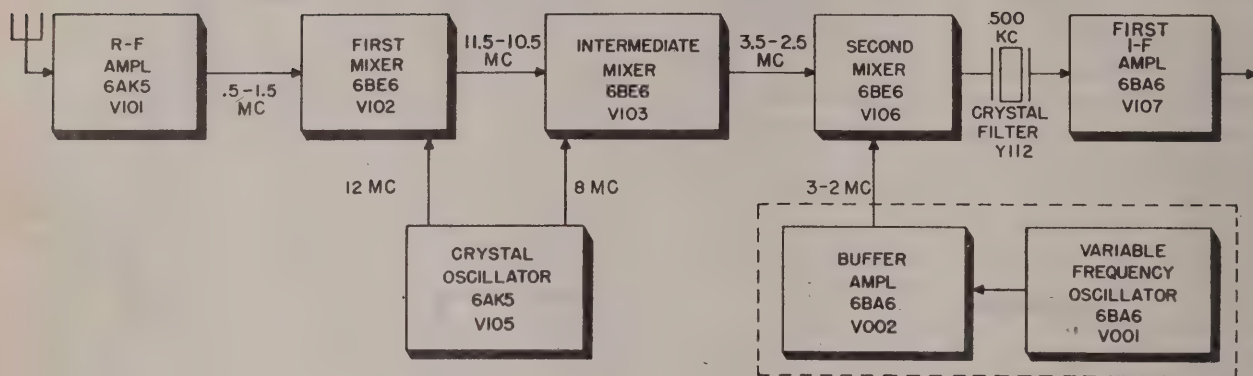 R-F
AMPL
6AK5
V101
.5-1.5
MC
FIRST
MIXER
6BE6
V102
11.5-10.5
MC
INTERMEDIATE
MIXER
6BE6
V103
3.5-2.5
MC
SECOND
MIXER
6BE6
V106
.500
KC
CRYSTAL
FILTER
Y112
FIRST
I-F
AMPL
6BA6
V107
12 MC
8 MC
3-2 MC
CRYSTAL
OSCILLATOR
6AK5
V105
BUFFER
AMPL
6BA6
V002
VARIABLE
FREQUENCY
OSCILLATOR
6BA6
V001